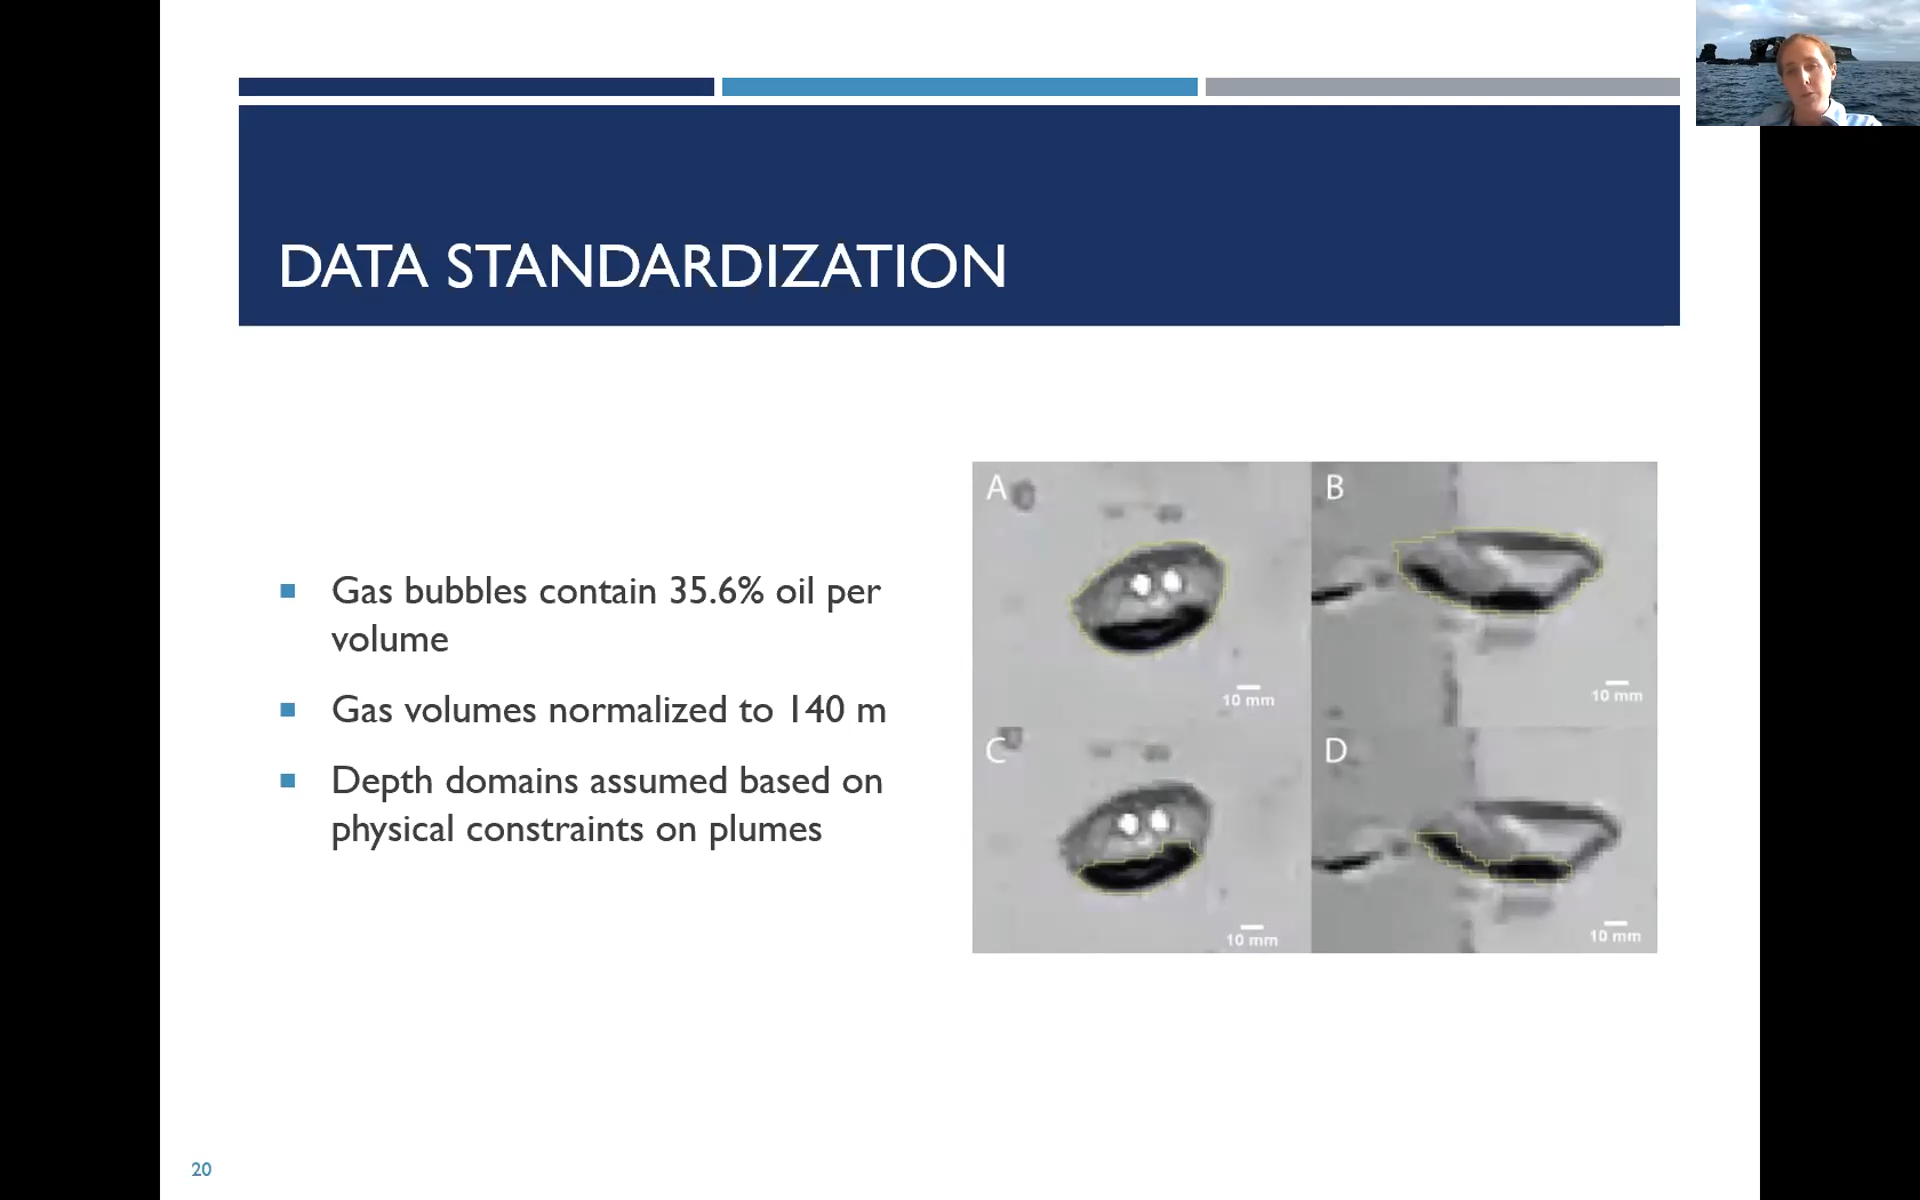 DATA STANDARDIZATION
Gas bubbles contain 35.6% oil per
volume
Gas volumes normalized to 140 m
Depth domains assumed based on
physical constraints on plumes
A
B
10 mm
10 mm
C
D
10 mm
10 mm
20